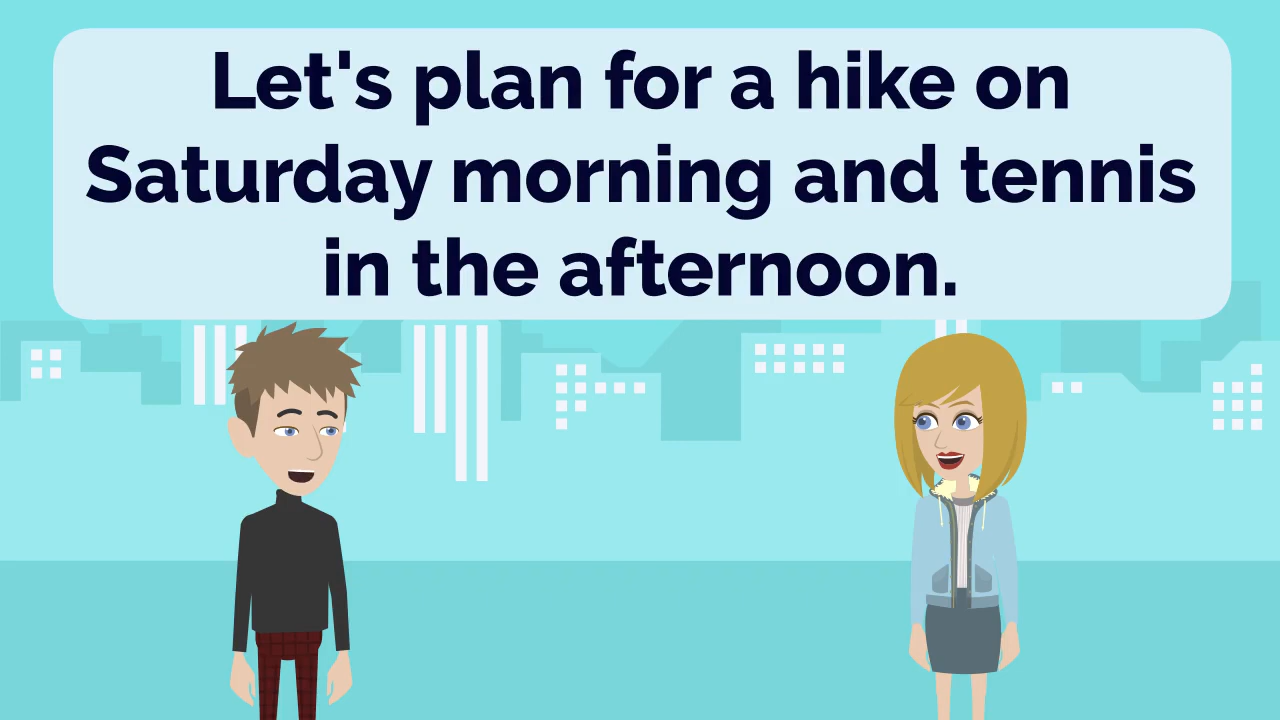 Let's plan for a hike on
Saturday morning and tennis
in the afternoon.